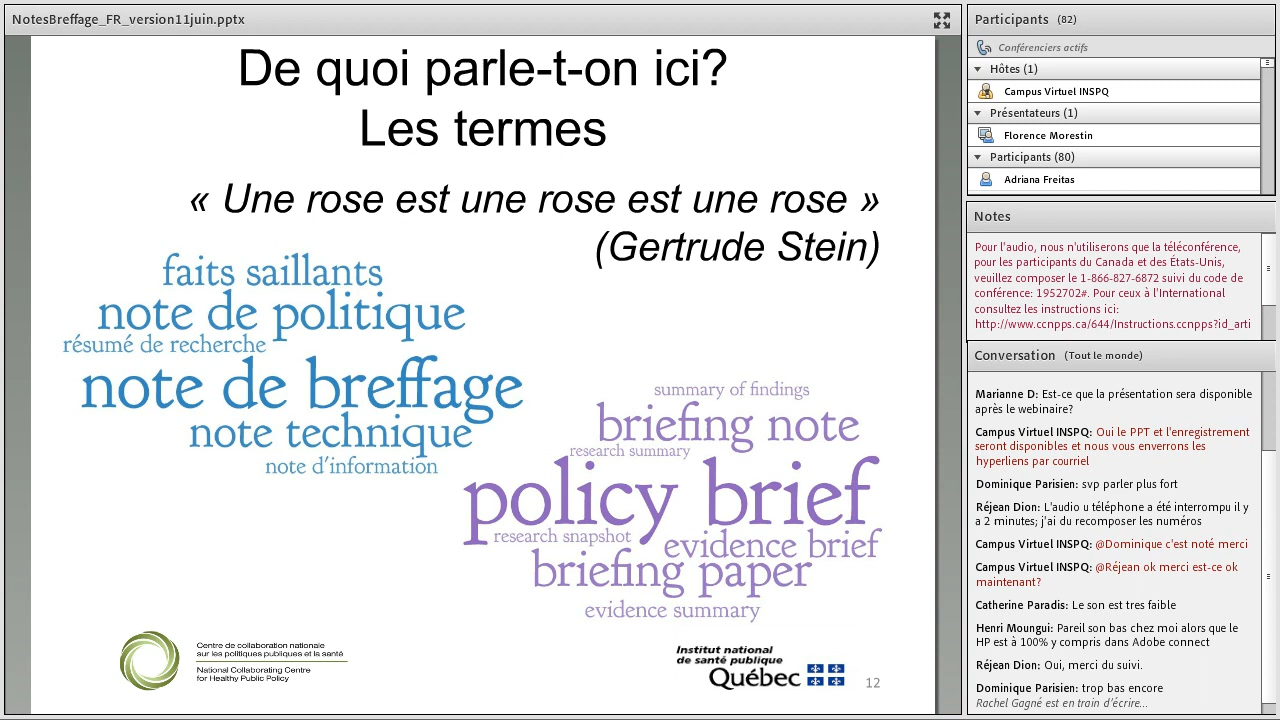 NotesBreffage_FR_version11juin.pptx
De quoi parle-t-on ici?
Les termes
« Une rose est une rose est une rose »
(Gertrude Stein)
faits saillants
note de politique
résumé de recherche
note de breffage
note technique
note d'information
summary of findings
briefing note
research summary
policy brief
research snapshot
evidence brief
briefing paper
evidence summary
Centre de collaboration nationale
sur les politiques publiques et la santé
National Collaborating Centre
for Healthy Public Policy
Institut national
de santé publique
Québec
12
Participants (82)
Conférenciers actifs
Hôtes (1)
Campus Virtuel INSPQ
Présentateurs (1)
Florence Morestin
Participants (80)
Adriana Freitas
Notes
Pour l'audio, nous n'utiliserons que la téléconférence,
pour les participants du Canada et des États-Unis,
veuillez composer le 1-866-827-6872 suivi du code de
conférence: 1952702#. Pour ceux à l'International
consultez les instructions ici:
http://www.ccnpps.ca/644/Instructions.ccnpps?id_arti
Conversation (Tout le monde)
Marianne D: Est-ce que la présentation sera disponible
après le webinaire?
Campus Virtuel INSPQ: Oui le PPT et l'enregistrement
seront disponibles et nous vous enverrons les
hyperliens par courriel
Dominique Parisien: svp parler plus fort
Réjean Dion: L'audio u téléphone a été interrompu il y
a 2 minutes; j'ai du recomposer les numéros
Campus Virtuel INSPQ: @Dominique c'est noté merci
Campus Virtuel INSPQ: @Réjean ok merci est-ce ok
maintenant?
Catherine Paradis: Le son est tres faible
Henri Moungui: Pareil son bas chez moi alors que le
HP est à 100% y compris dans Adobe connect
Réjean Dion: Oui, merci du suivi.
Dominique Parisien: trop bas encore
Rachel Gagné est en train d'écrire...